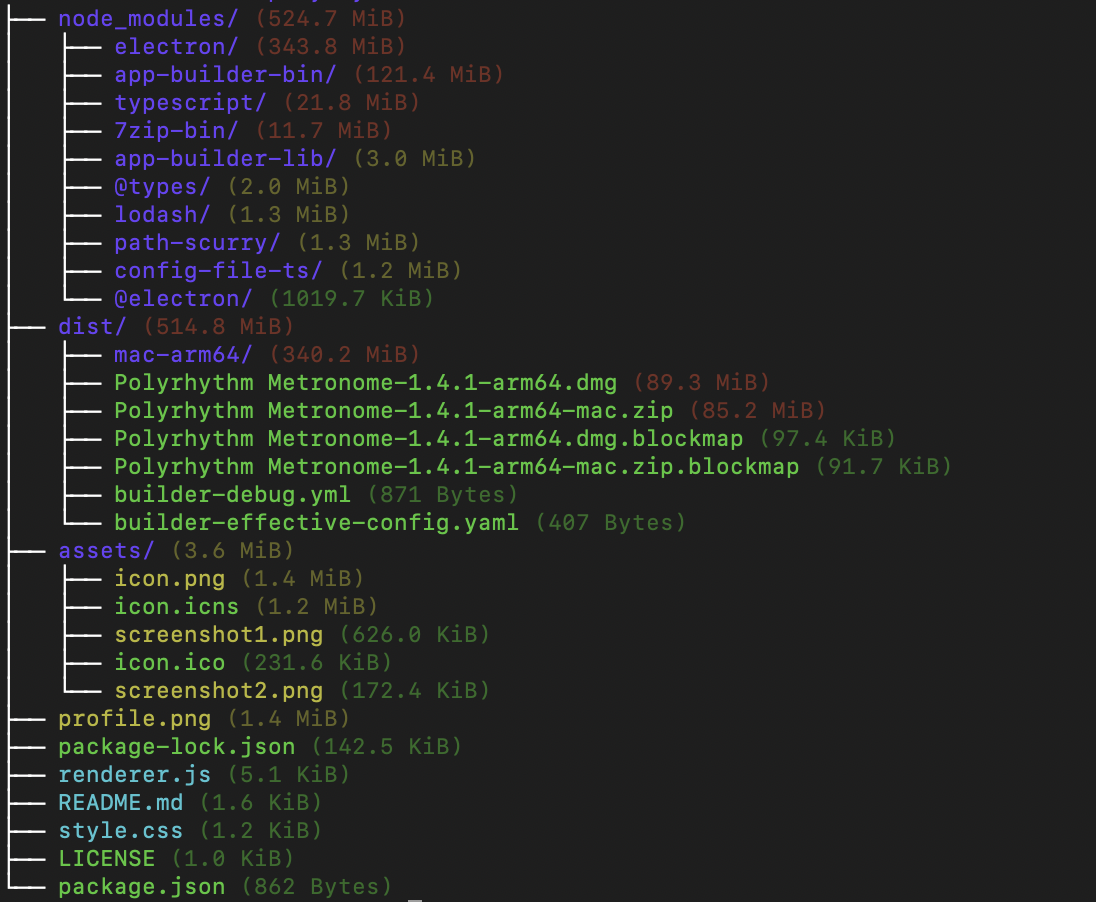 node_modules/ (524.7 MiB)
electron/ (343.8 MiB)
app-builder-bin/ (121.4 MiB)
typescript/ (21.8 MiB)
7zip-bin/ (11.7 MiB)
app-builder-lib/ (3.0 MiB)
@types/ (2.0 MiB)
lodash/ (1.3 MiB)
path-scurry/ (1.3 MiB)
config-file-ts/ (1.2 MiB)
@electron/ (1019.7 KiB)
dist/ (514.8 MiB)
mac-arm64/ (340.2 MiB)
Polyrhythm Metronome-1.4.1-arm64.dmg (89.3 MiB)
Polyrhythm Metronome-1.4.1-arm64-mac.zip (85.2 MiB)
Polyrhythm Metronome-1.4.1-arm64.dmg.blockmap (97.4 KiB)
Polyrhythm Metronome-1.4.1-arm64-mac.zip.blockmap (91.7 KiB)
builder-debug.yml (871 Bytes)
builder-effective-config.yaml (407 Bytes)
assets/ (3.6 MiB)
icon.png (1.4 MiB)
icon.icns (1.2 MiB)
screenshot1.png (626.0 KiB)
icon.ico (231.6 KiB)
screenshot2.png (172.4 KiB)
profile.png (1.4 MiB)
package-lock.json (142.5 KiB)
renderer.js (5.1 KiB)
README.md (1.6 KiB)
style.css (1.2 KiB)
LICENSE (1.0 KiB)
package.json (862 Bytes)